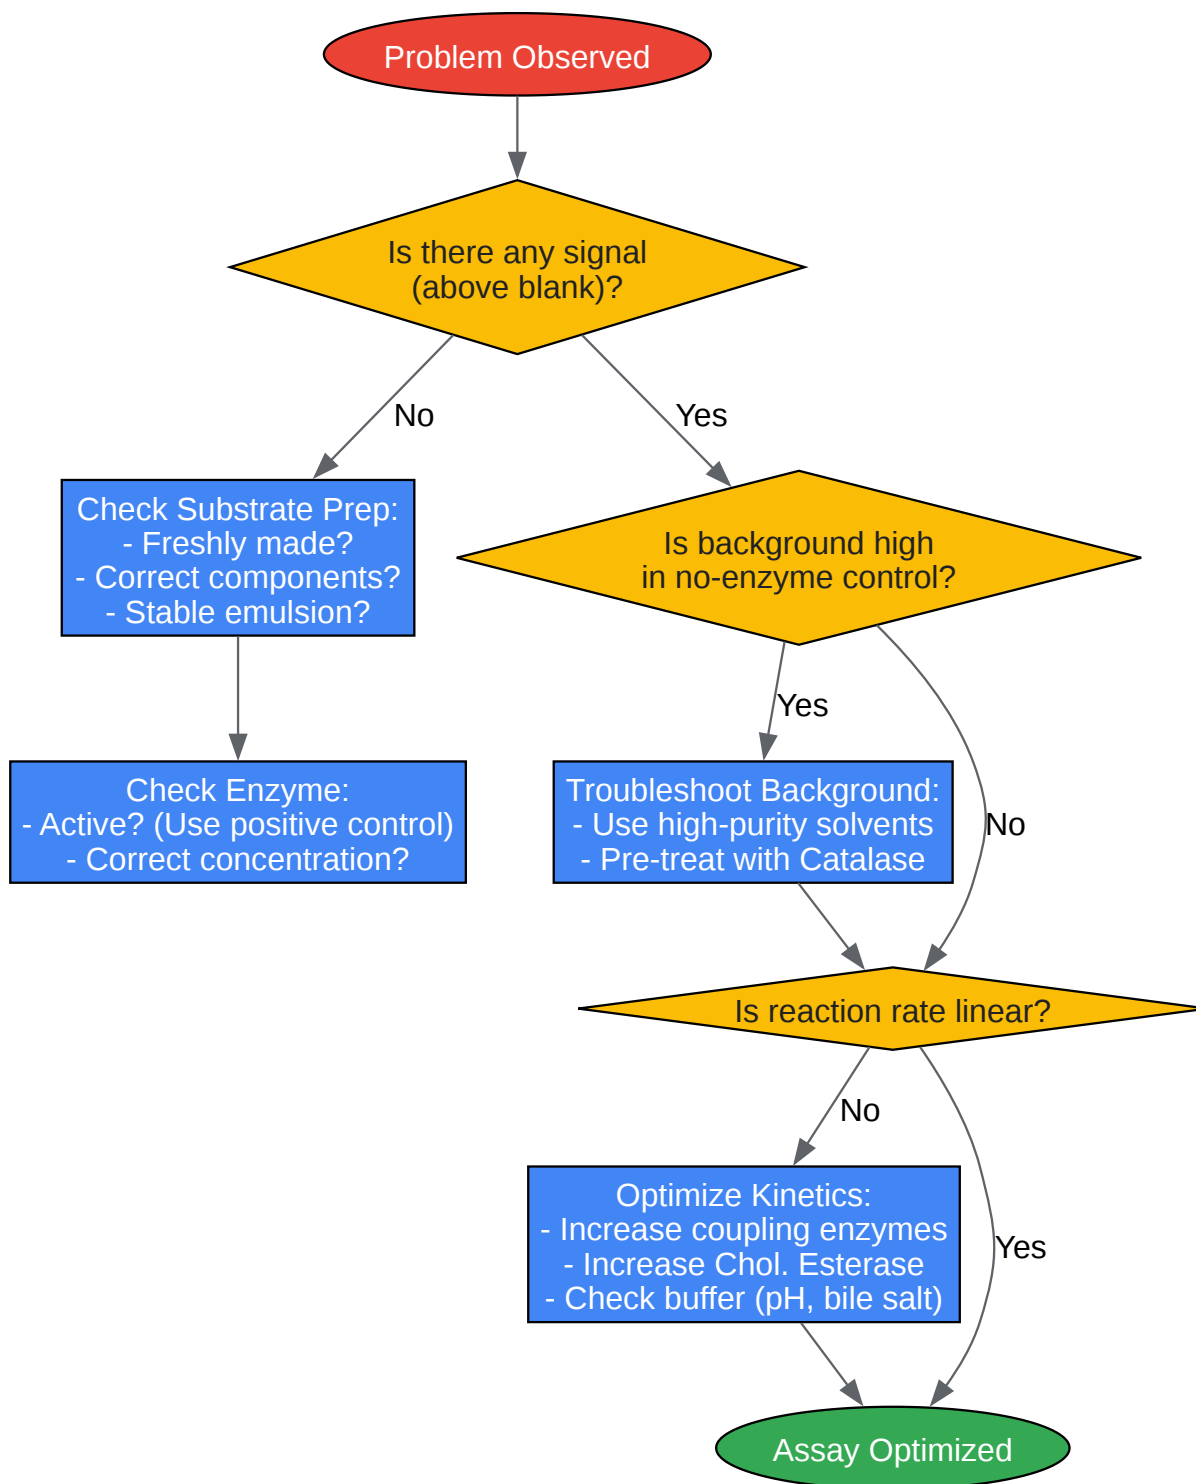 Problem Observed
Is there any signal
(above blank)?
No
Yes
Check Substrate Prep:
- Freshly made?
- Correct components?
- Stable emulsion?
Is background high
in no-enzyme control?
Yes
No
Check Enzyme:
- Active? (Use positive control)
- Correct concentration?
Troubleshoot Background:
- Use high-purity solvents
- Pre-treat with Catalase
Is reaction rate linear?
No
Yes
Optimize Kinetics:
- Increase coupling enzymes
- Increase Chol. Esterase
- Check buffer (pH, bile salt)
Assay Optimized